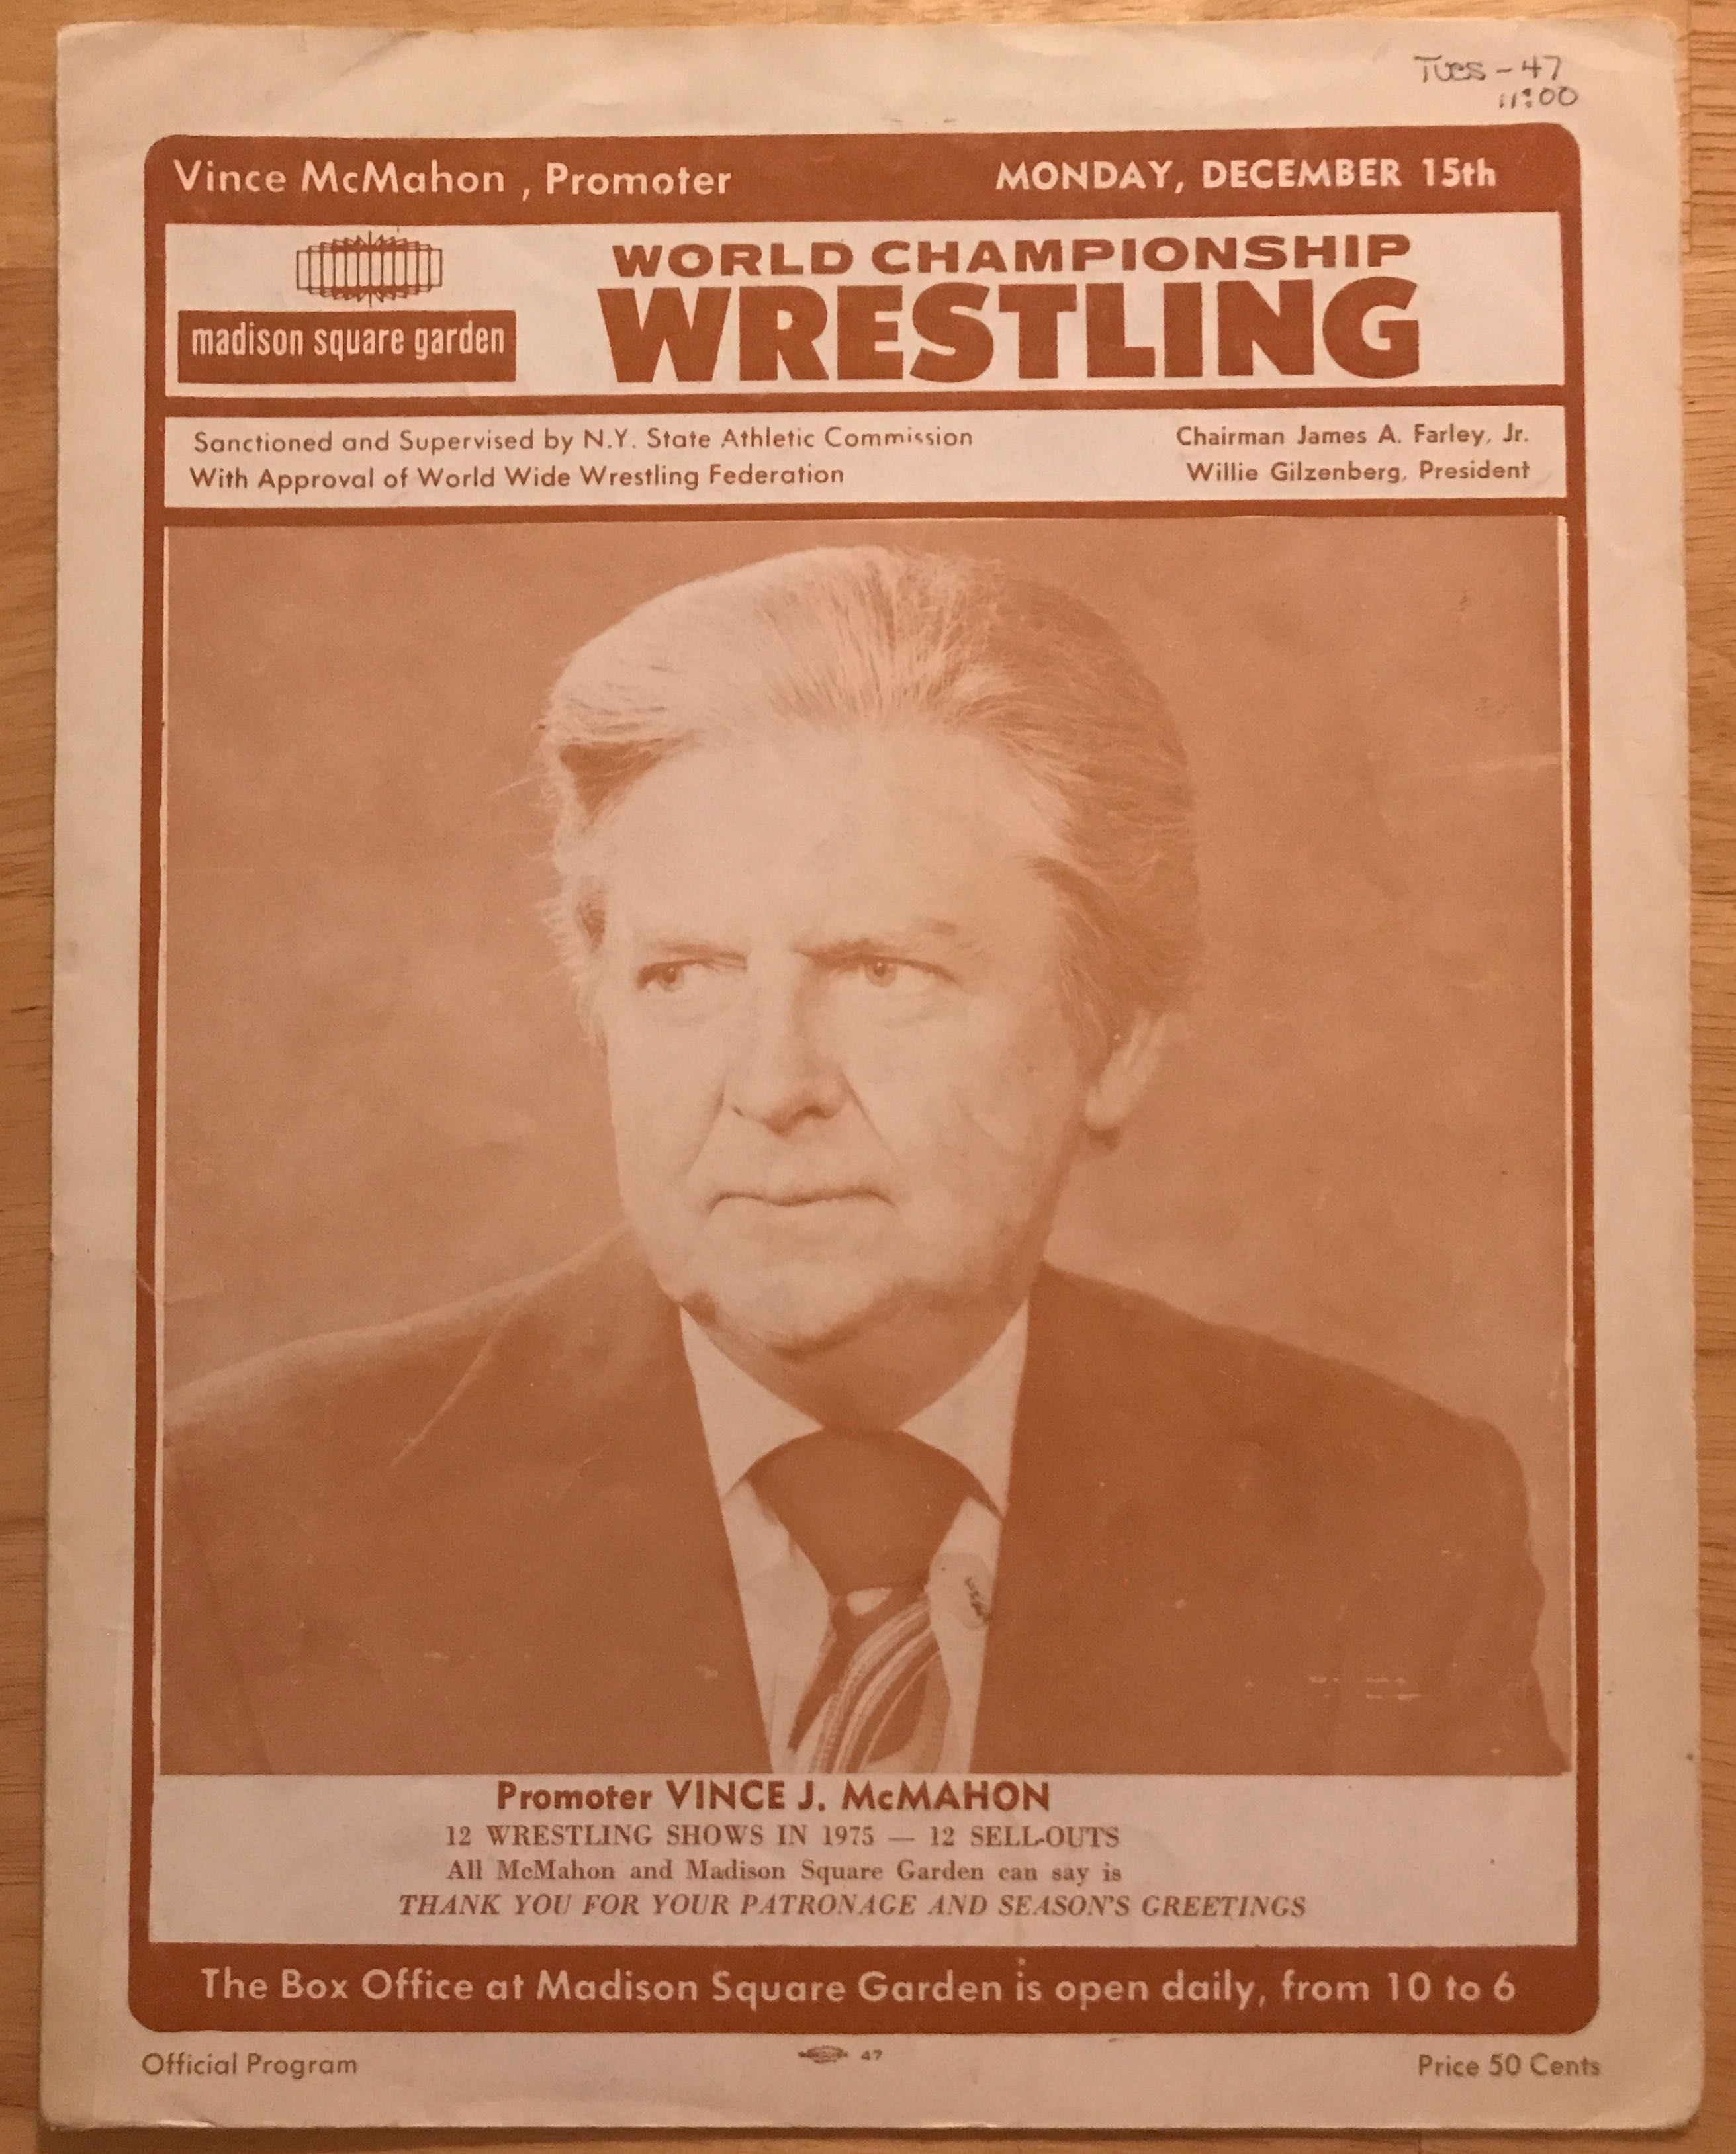 Tues - 47
11:00
Vince McMahon , Promoter
MONDAY, DECEMBER 15th
madison square garden
WORLD CHAMPIONSHIP
WRESTLING
Sanctioned and Supervised by N.Y. State Athletic Commission
With Approval of World Wide Wrestling Federation
Chairman James A. Farley, Jr.
Willie Gilzenberg, President
Promoter VINCE J. McMAHON
12 WRESTLING SHOWS IN 1975 — 12 SELL-OUTS
All McMahon and Madison Square Garden can say is
THANK YOU FOR YOUR PATRONAGE AND SEASON'S GREETINGS
The Box Office at Madison Square Garden is open daily, from 10 to 6
Official Program
47
Price 50 Cents